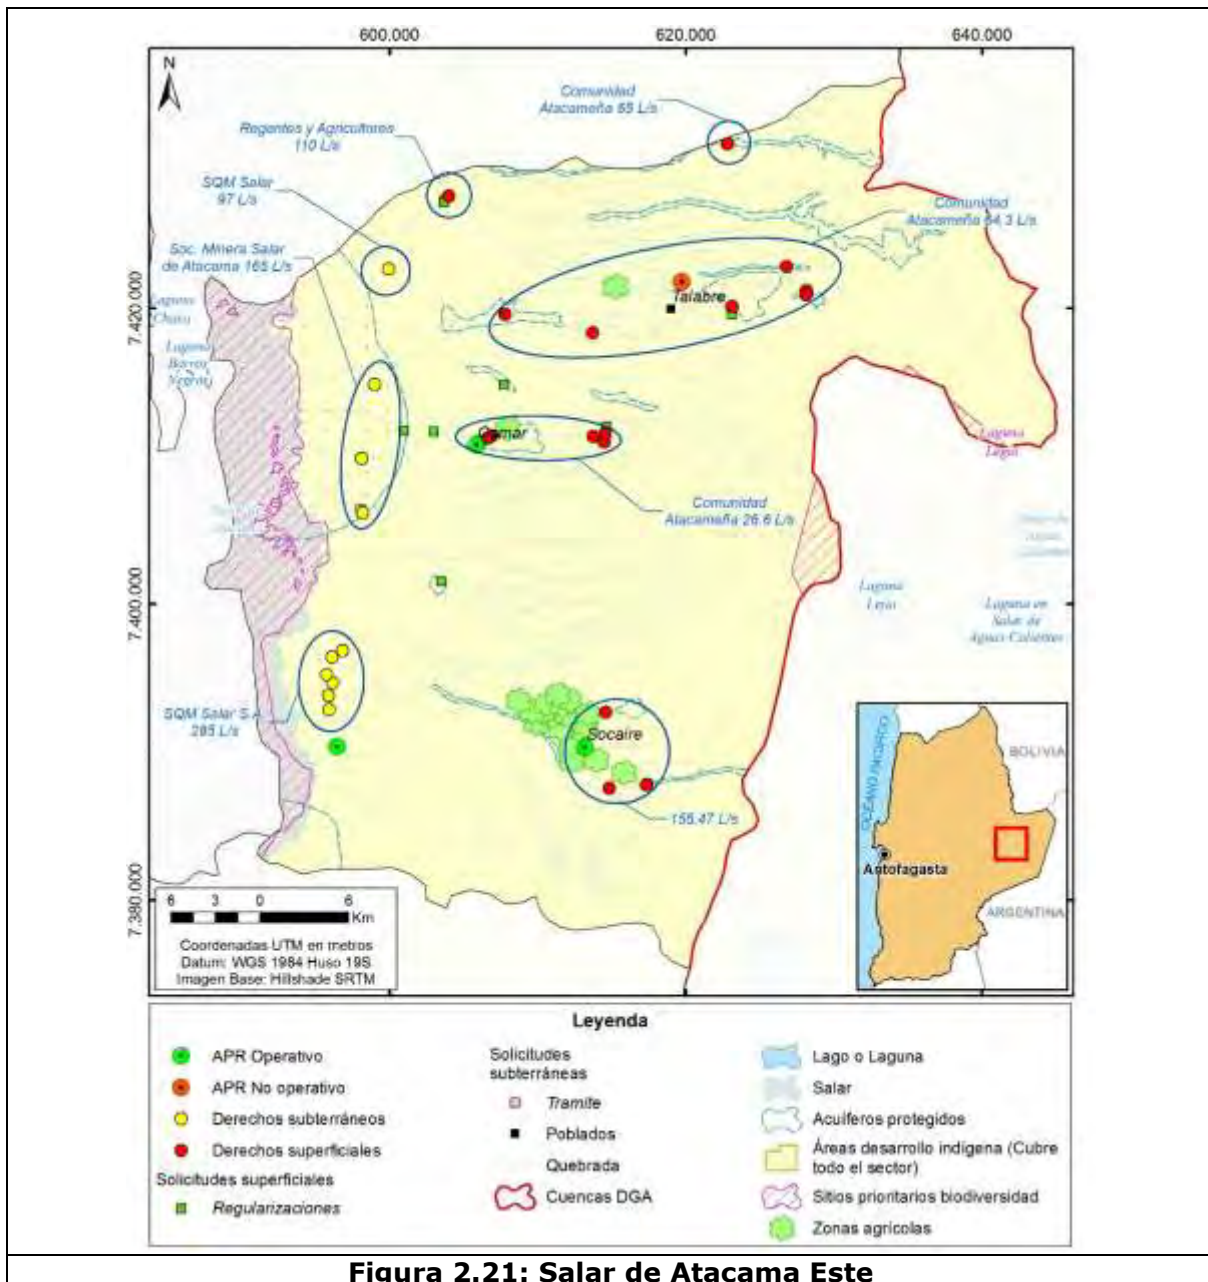 600.000
620.000
640.000
N
Comunidad
Atacameña 65 L/s
Regantes y Agricultores
110 L/s
SQM Salar
97 L/s
Comunidad
Atacameña 64.3 L/s
Soc. Minera Salar
de Atacama 165 L/s
Laguna
Chaxa
Laguna
Barros
Negros
7.420.000
Talabre
Camar
Laguna
Lejía
Comunidad
Atacameña 26.6 L/s
7.400.000
Laguna
Lejía
Laguna en
Salar de
Aguas Calientes
SQM Salar S.A.
285 L/s
Socaire
155.47 L/s
7.380.000
6 3 0 6
Km
Coordenadas UTM en metros
Datum: WGS 1984 Huso 19S
Imagen Base: Hillshade SRTM
OCÉANO PACÍFICO
BOLIVIA
Antofagasta
ARGENTINA
Leyenda
APR Operativo
APR No operativo
Derechos subterráneos
Derechos superficiales
Solicitudes superficiales
Regularizaciones
Solicitudes
subterráneas
Tramite
Poblados
Quebrada
Cuencas DGA
Lago o Laguna
Salar
Acuíferos protegidos
Áreas desarrollo indígena (Cubre
todo el sector)
Sitios prioritarios biodiversidad
Zonas agrícolas
Figura 2.21: Salar de Atacama Este